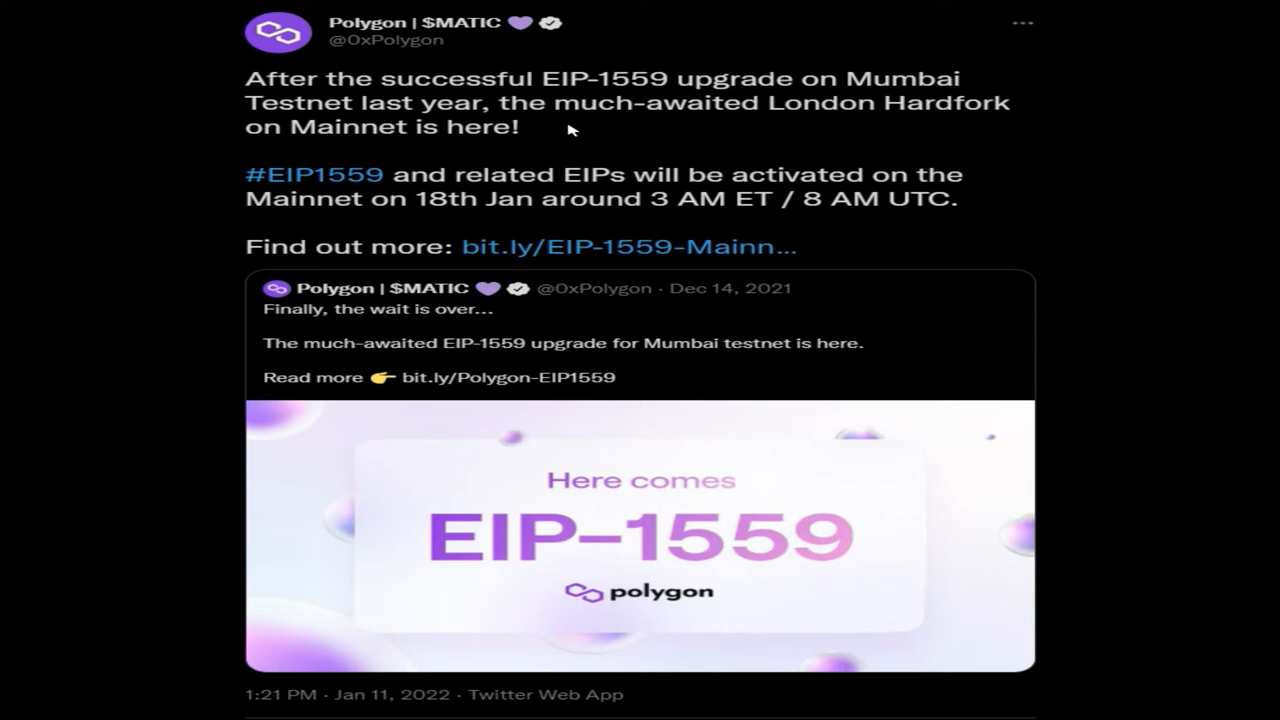 Polygon | $MATIC 💜
@0xPolygon
After the successful EIP-1559 upgrade on Mumbai
Testnet last year, the much-awaited London Hardfork
on Mainnet is here!
#EIP1559 and related EIPs will be activated on the
Mainnet on 18th Jan around 3 AM ET / 8 AM UTC.
Find out more: bit.ly/EIP-1559-Mainn...
Polygon | $MATIC 💜 @0xPolygon · Dec 14, 2021
Finally, the wait is over...
The much-awaited EIP-1559 upgrade for Mumbai testnet is here.
Read more 👉 bit.ly/Polygon-EIP1559
Here comes
EIP-1559
polygon
1:21 PM · Jan 11, 2022 · Twitter Web App